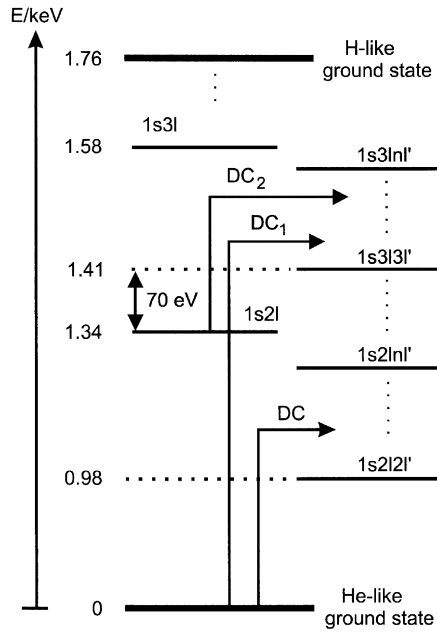 E/keV
1.76
H-like
ground state
1s3l
1.58
1s3lnl'
DC₂
DC₁
1.41
1s3l3l'
70 eV
1s2l
1.34
1s2lnl'
DC
0.98
1s2l2l'
He-like
0
ground state